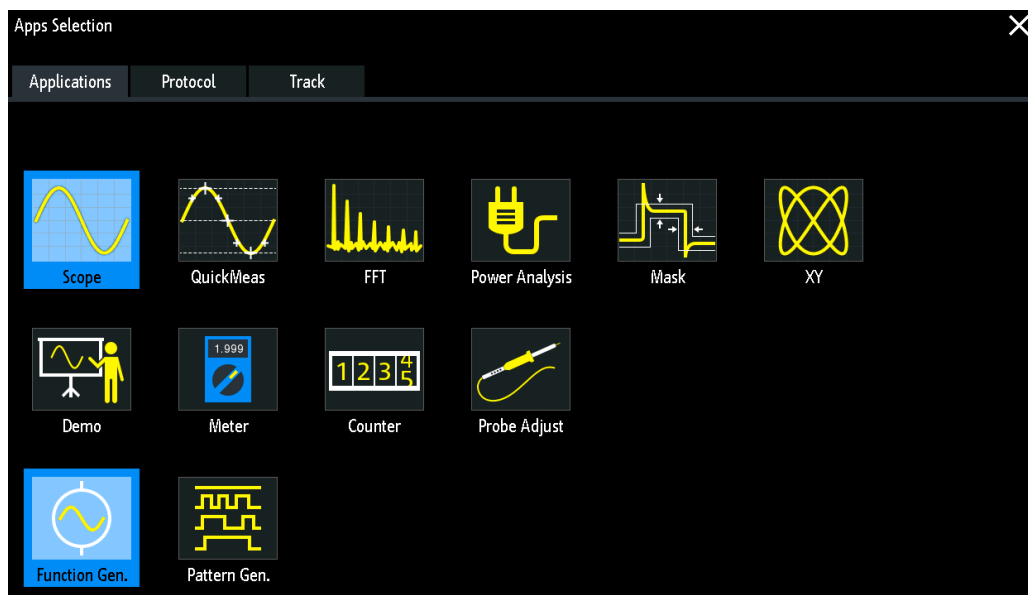 Apps Selection
Applications Protocol Track
Scope QuickMeas FFT Power Analysis Mask XY
1.999
1 2 3 4 5
Demo Meter Counter Probe Adjust
Function Gen. Pattern Gen.